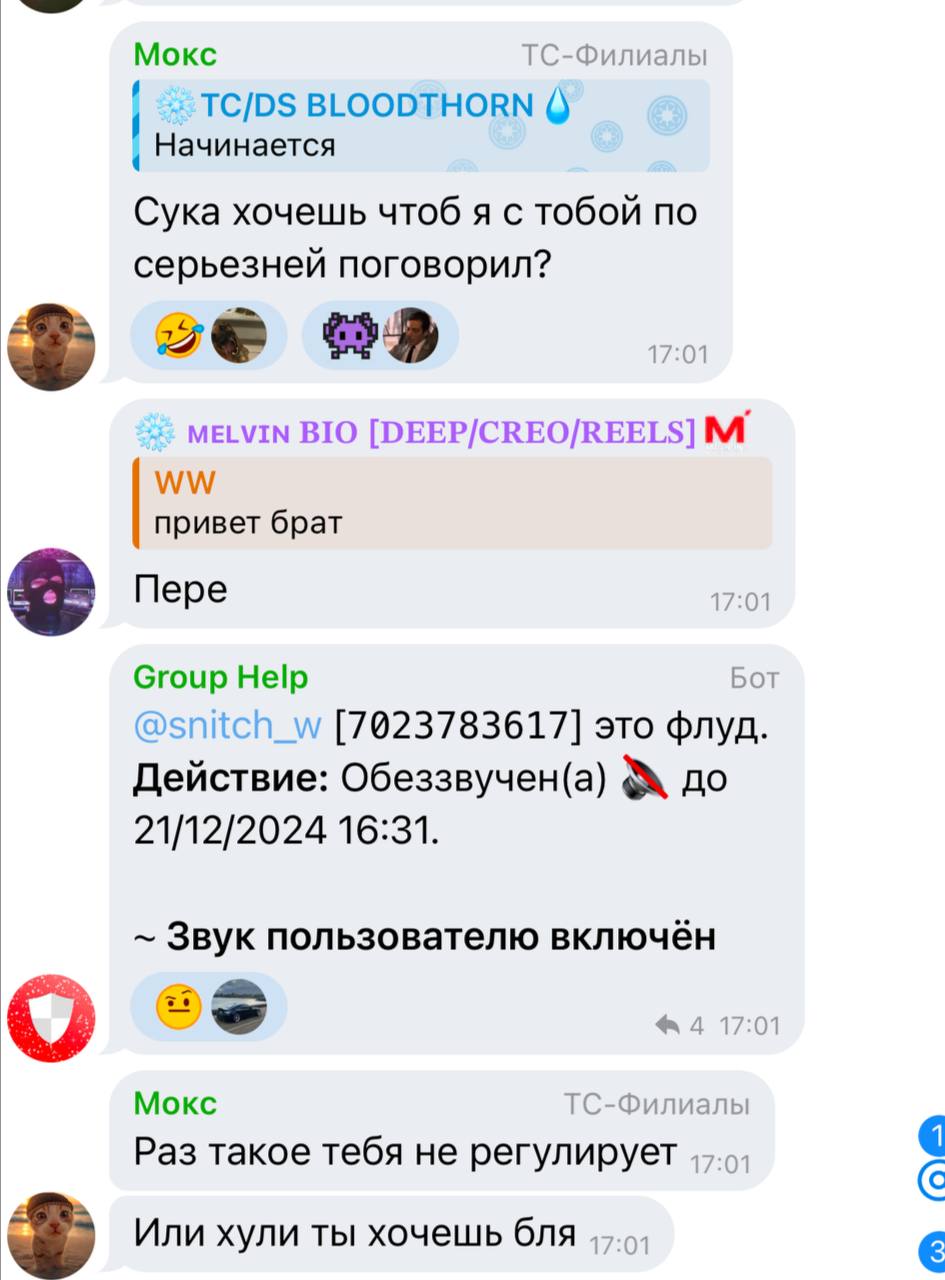 Мокс ТС-Филиалы
❄️TC/DS BLOODTHORN💧
Начинается
Сука хочешь чтоб я с тобой по
серьезней поговорил?
17:01
❄️ ᴍᴇʟᴠɪɴ BIO [DEEP/CREO/REELS] M
WW
привет брат
Пере 17:01
Group Help Бот
@snitch_w [7023783617] это флуд.
Действие: Обеззвучен(а) 🔇 до
21/12/2024 16:31.
~ Звук пользователю включён
4 17:01
Мокс ТС-Филиалы
Раз такое тебя не регулирует 17:01
1
Или хули ты хочешь бля 17:01
3